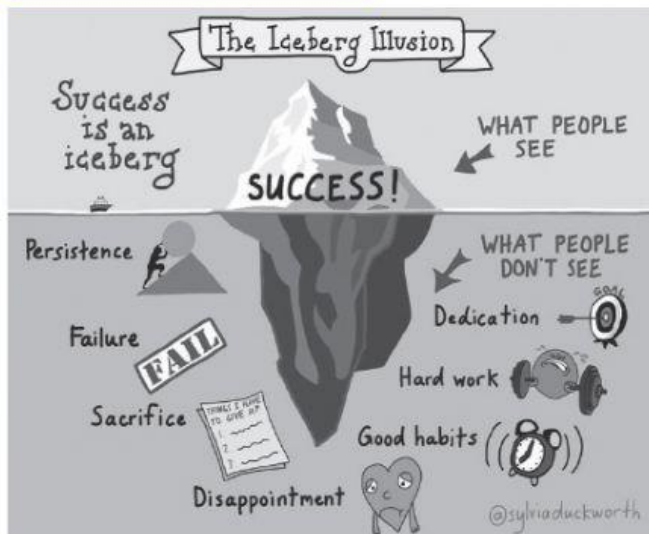 The Iceberg Illusion
Success
is an
iceberg
WHAT PEOPLE
SEE
SUCCESS!
WHAT PEOPLE
DON'T SEE
Persistence
Dedication
GOAL
Failure
FAIL
Hard work
Sacrifice
THINGS I HAVE
TO GIVE UP
1.
2.
3.
Good habits
Disappointment
@sylviaduckworth